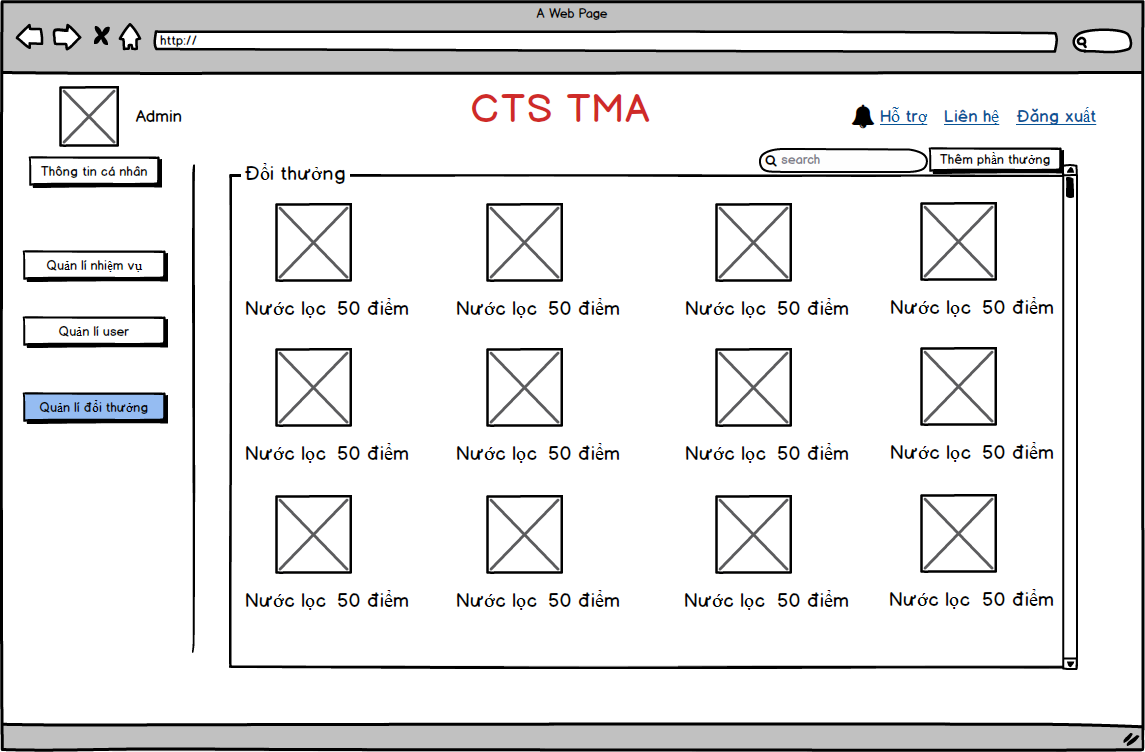 A Web Page
http://
Admin
CTS TMA
Hỗ trợ Liên hệ Đăng xuất
search
Thêm phần thưởng
Thông tin cá nhân
Quản lí nhiệm vụ
Quản lí user
Quản lí đổi thưởng
Đổi thưởng
Nước lọc 50 điểm Nước lọc 50 điểm Nước lọc 50 điểm Nước lọc 50 điểm
Nước lọc 50 điểm Nước lọc 50 điểm Nước lọc 50 điểm Nước lọc 50 điểm
Nước lọc 50 điểm Nước lọc 50 điểm Nước lọc 50 điểm Nước lọc 50 điểm